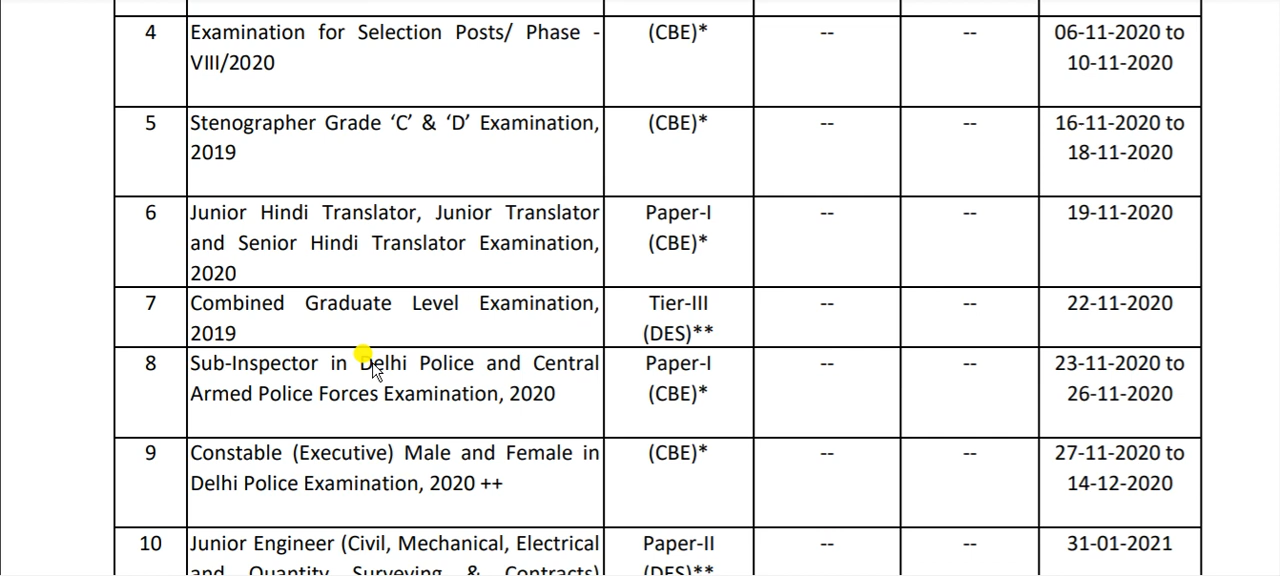 4 Examination for Selection Posts/ Phase - (CBE)* -- -- 06-11-2020 to
VIII/2020 10-11-2020
5 Stenographer Grade ‘C’ & ‘D’ Examination, (CBE)* -- -- 16-11-2020 to
2019 18-11-2020
6 Junior Hindi Translator, Junior Translator Paper-I -- -- 19-11-2020
and Senior Hindi Translator Examination, (CBE)*
2020
7 Combined Graduate Level Examination, Tier-III -- -- 22-11-2020
2019 (DES)**
8 Sub-Inspector in Delhi Police and Central Paper-I -- -- 23-11-2020 to
Armed Police Forces Examination, 2020 (CBE)* 26-11-2020
9 Constable (Executive) Male and Female in (CBE)* -- -- 27-11-2020 to
Delhi Police Examination, 2020 ++ 14-12-2020
10 Junior Engineer (Civil, Mechanical, Electrical Paper-II -- -- 31-01-2021
and Quantity Surveying & Contracts) (DES)**